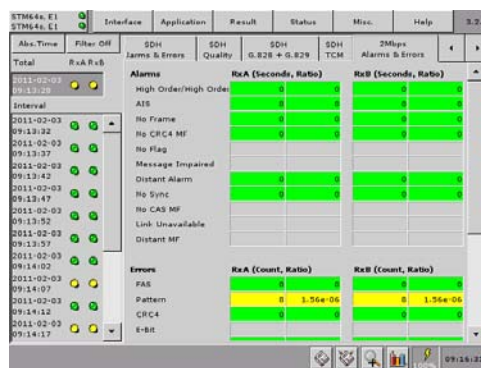 STM64e, E1
STM64e, E1
Interface Application Result Status Misc. Help 3.2
Abs.Time Filter Off
SDH SDH SDH SDH 2Mbps
larms & Errors Quality G.828 + G.829 TCM Alarms & Errors
Total RxA RxB
2011-02-03
09:13:28
Interval
2011-02-03
09:13:32
2011-02-03
09:13:37
2011-02-03
09:13:42
2011-02-03
09:13:47
2011-02-03
09:13:52
2011-02-03
09:13:57
2011-02-03
09:14:02
2011-02-03
09:14:07
2011-02-03
09:14:12
2011-02-03
09:14:17
Alarms RxA (Seconds, Ratio) RxB (Seconds, Ratio)
High Order/High Order 0 0 0 0
AIS 0 0 0 0
No Frame 0 0 0 0
No CRC4 MF 0 0 0 0
No Flag
Message Impaired
Distant Alarm 0 0 0 0
No Sync 0 0 0 0
No CAS MF
Link Unavailable
Distant MF
Errors RxA (Count, Ratio) RxB (Count, Ratio)
FAS 0 0 0 0
Pattern 8 1.56e-06 8 1.56e-06
CRC4 0 0 0 0
E-Bit
100%